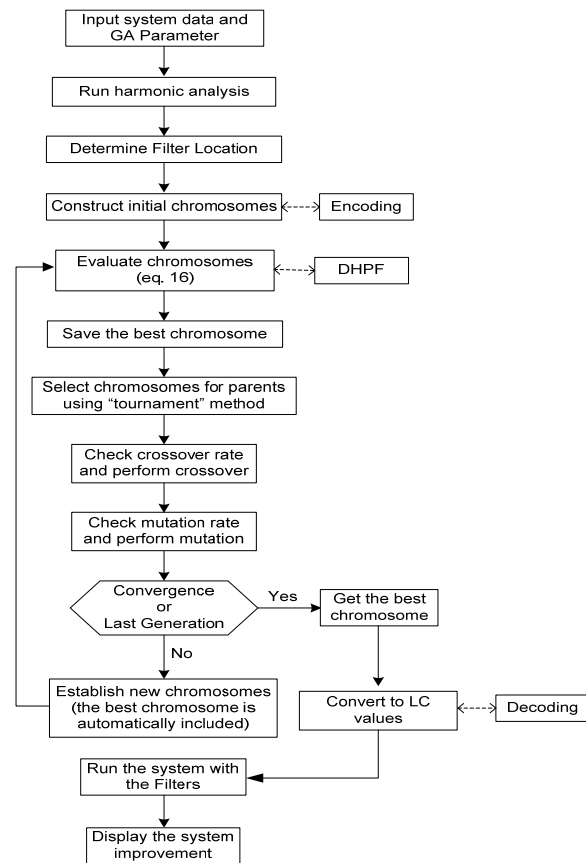 Input system data and
GA Parameter
Run harmonic analysis
Determine Filter Location
Construct initial chromosomes
Encoding
Evaluate chromosomes
(eq. 16)
DHPF
Save the best chromosome
Select chromosomes for parents
using “tournament” method
Check crossover rate
and perform crossover
Check mutation rate
and perform mutation
Convergence
or
Last Generation
Yes
Get the best
chromosome
No
Establish new chromosomes
(the best chromosome is
automatically included)
Convert to LC
values
Decoding
Run the system with
the Filters
Display the system
improvement